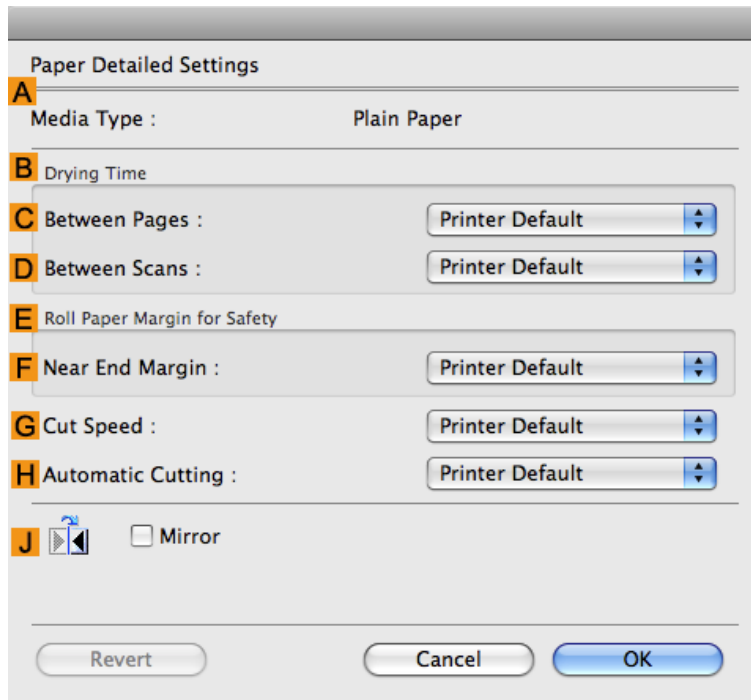 Paper Detailed Settings
A
Media Type : Plain Paper
B Drying Time
C Between Pages : Printer Default
D Between Scans : Printer Default
E Roll Paper Margin for Safety
F Near End Margin : Printer Default
G Cut Speed : Printer Default
H Automatic Cutting : Printer Default
J Mirror
Revert Cancel OK